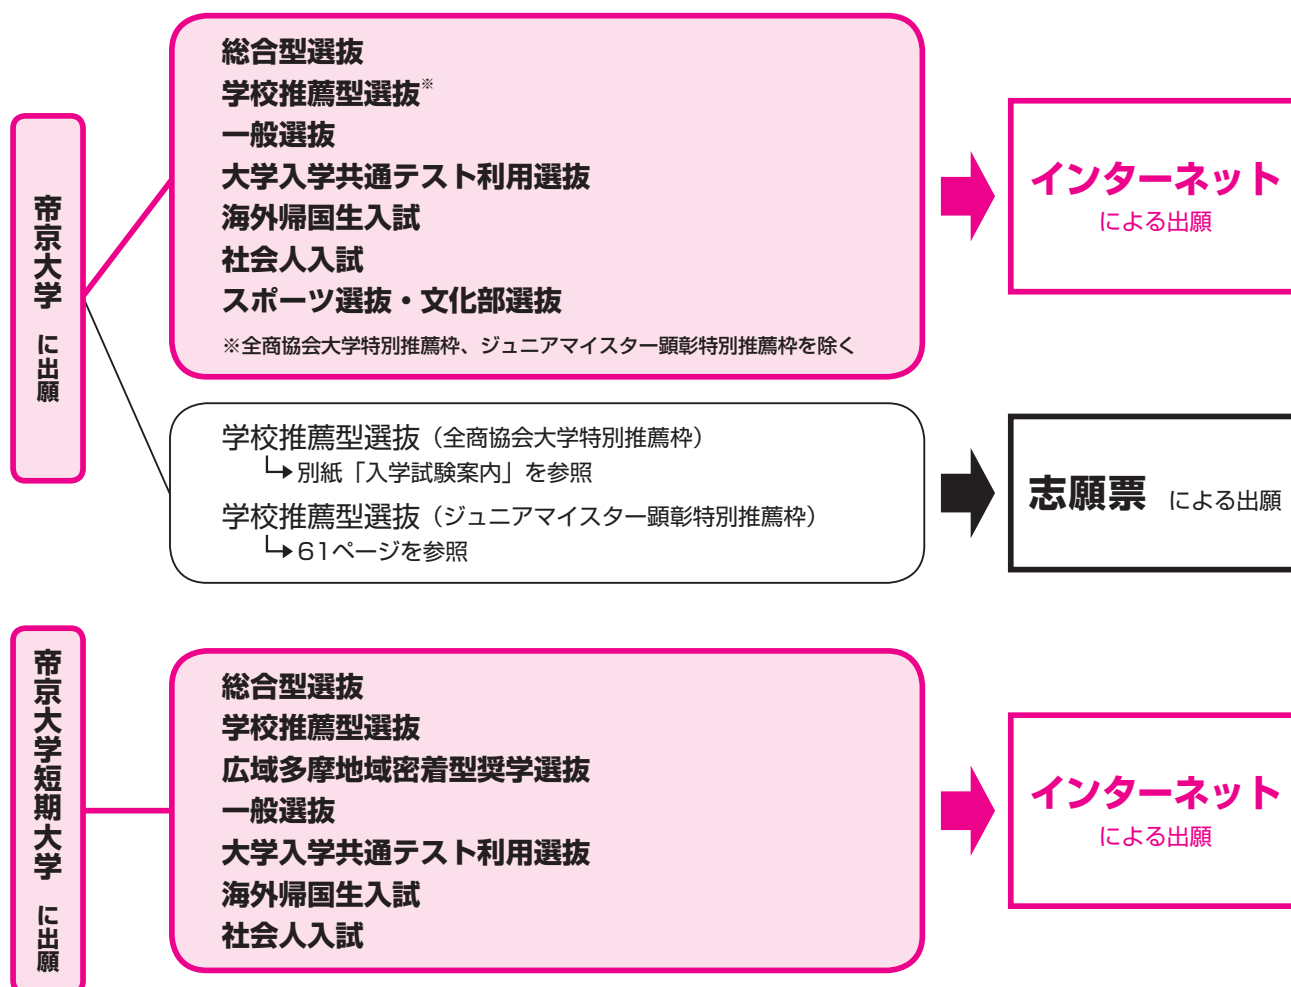 帝京大学 に出願
総合型選抜
学校推薦型選抜※
一般選抜
大学入学共通テスト利用選抜
海外帰国生入試
社会人入試
スポーツ選抜・文化部選抜
※全商協会大学特別推薦枠、ジュニアマイスター顕彰特別推薦枠を除く
インターネット
による出願
学校推薦型選抜(全商協会大学特別推薦枠)
別紙「入学試験案内」を参照
学校推薦型選抜(ジュニアマイスター顕彰特別推薦枠)
61ページを参照
志願票 による出願
帝京大学短期大学 に出願
総合型選抜
学校推薦型選抜
広域多摩地域密着型奨学選抜
一般選抜
大学入学共通テスト利用選抜
海外帰国生入試
社会人入試
インターネット
による出願